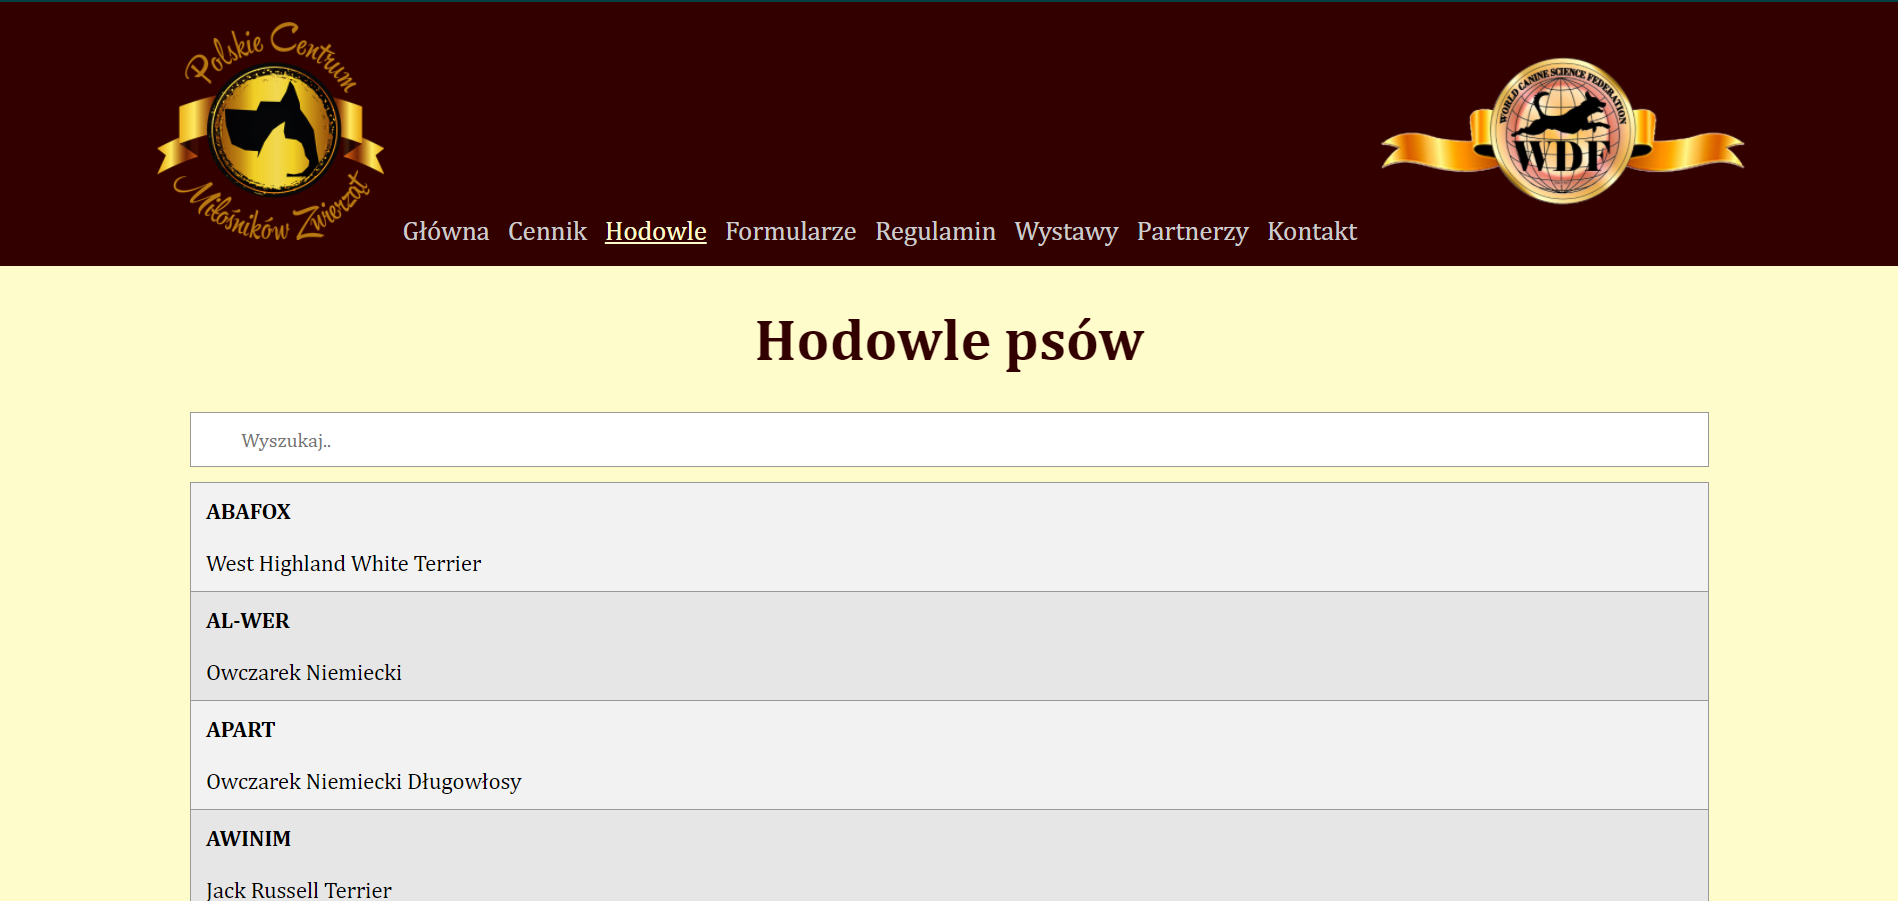 Polskie Centrum
Miłośników Zwierząt
WORLD CANINE SCIENCE FEDERATION
WDF
Główna Cennik Hodowle Formularze Regulamin Wystawy Partnerzy Kontakt
Hodowle psów
Wyszukaj..
ABAFOX
West Highland White Terrier
AL-WER
Owczarek Niemiecki
APART
Owczarek Niemiecki Długowłosy
AWINIM
Jack Russell Terrier